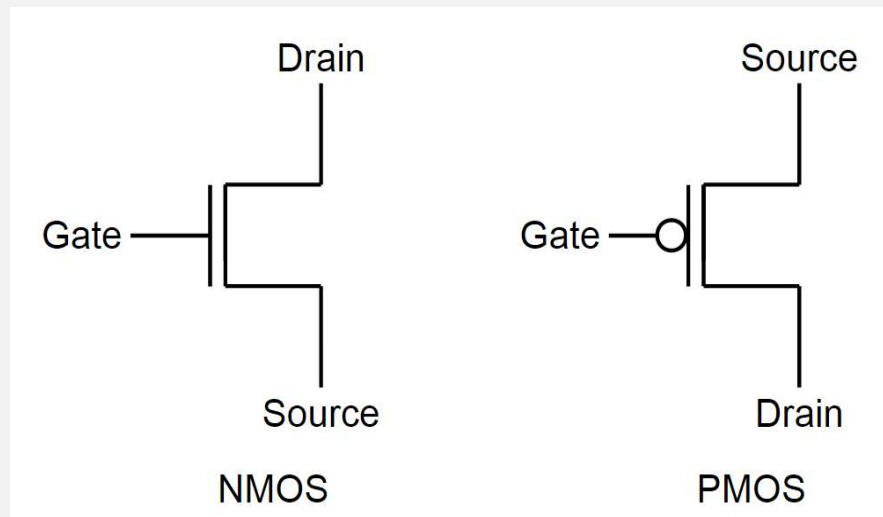 Drain
Gate
Source
NMOS
Source
Gate
Drain
PMOS